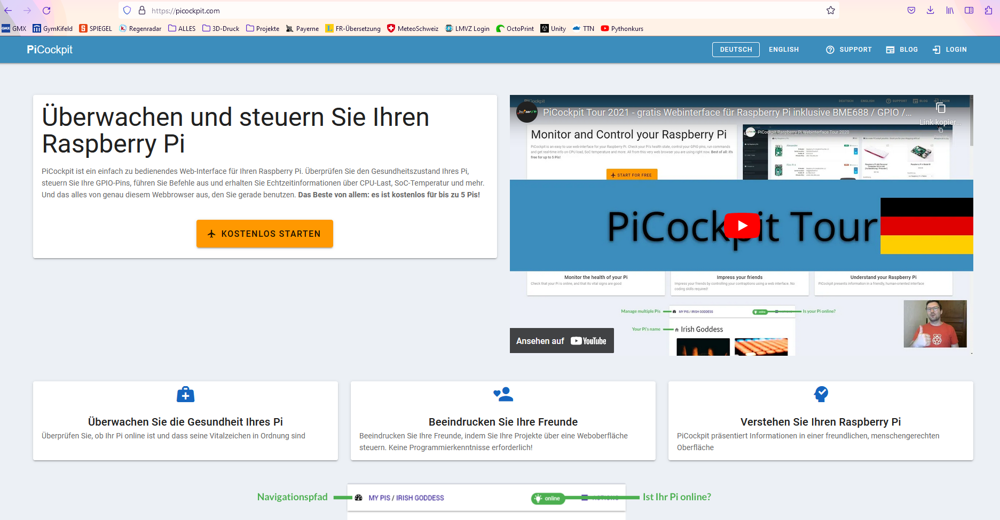 https://picockpit.com
GMX GymKifeld SPIEGEL Regenradar ALLES 3D-Druck Projekte Payerne FR-Übersetzung MeteoSchweiz LMVZ Login OctoPrint Unity TTN Pythonkurs
PiCockpit DEUTSCH ENGLISH SUPPORT BLOG LOGIN
Überwachen und steuern Sie Ihren
Raspberry Pi
PiCockpit ist ein einfach zu bedienendes Web-Interface für Ihren Raspberry Pi. Überprüfen Sie den Gesundheitszustand Ihres Pi,
steuern Sie Ihre GPIO-Pins, führen Sie Befehle aus und erhalten Sie Echtzeitinformationen über CPU-Last, SoC-Temperatur und mehr.
Und das alles von genau diesem Webbrowser aus, den Sie gerade benutzen. Das Beste von allem: es ist kostenlos für bis zu 5 Pis!
KOSTENLOS STARTEN
PiCockpit
DEUTSCH ENGLISH SUPPORT BLOG LOGIN
PiCockpit Tour 2021 - gratis Webinterface für Raspberry Pi inklusive BME688 / GPIO /...
Link kopier...
Monitor and Control your Raspberry Pi
PiCockpit is an easy to use web-interface for your Raspberry Pi. Check your Pi's health state, control your GPIO pins, run commands
and get real-time info on CPU load, SoC temperature and more. All from this very web browser you are using right now. Best of all: it's
free for up to 5 Pis!
START FOR FREE
PiCockpit Raspberry Pi Webinterface Tour 2020
PiCockpit Tour
Monitor the health of your Pi
Check that your Pi is online, and that its vital signs are good
Impress your friends
Impress your friends by controlling your contraptions using a web interface. No
coding skills required!
Understand your Raspberry Pi
PiCockpit presents information in a friendly, human-oriented interface
Manage multiple Pis MY PIS / IRISH GODDESS online Is your Pi online?
Your Pi's name Irish Goddess
Ansehen auf YouTube
Überwachen Sie die Gesundheit Ihres Pi
Überprüfen Sie, ob Ihr Pi online ist und dass seine Vitalzeichen in Ordnung sind
Beeindrucken Sie Ihre Freunde
Beeindrucken Sie Ihre Freunde, indem Sie Ihre Projekte über eine Weboberfläche
steuern. Keine Programmierkenntnisse erforderlich!
Verstehen Sie Ihren Raspberry Pi
PiCockpit präsentiert Informationen in einer freundlichen, menschengerechten
Oberfläche
Navigationspfad MY PIS / IRISH GODDESS online ACTIONS Ist Ihr Pi online?